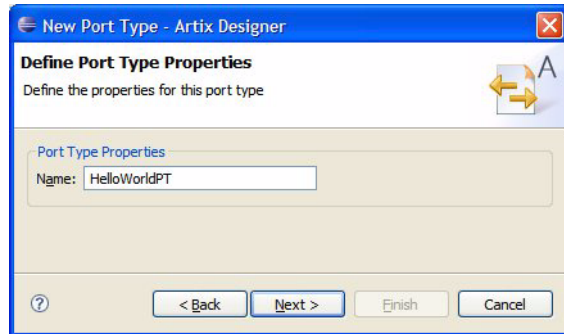 New Port Type - Artix Designer
Define Port Type Properties
Define the properties for this port type
A
Port Type Properties
Name: HelloWorldPT
?
< Back Next > Finish Cancel